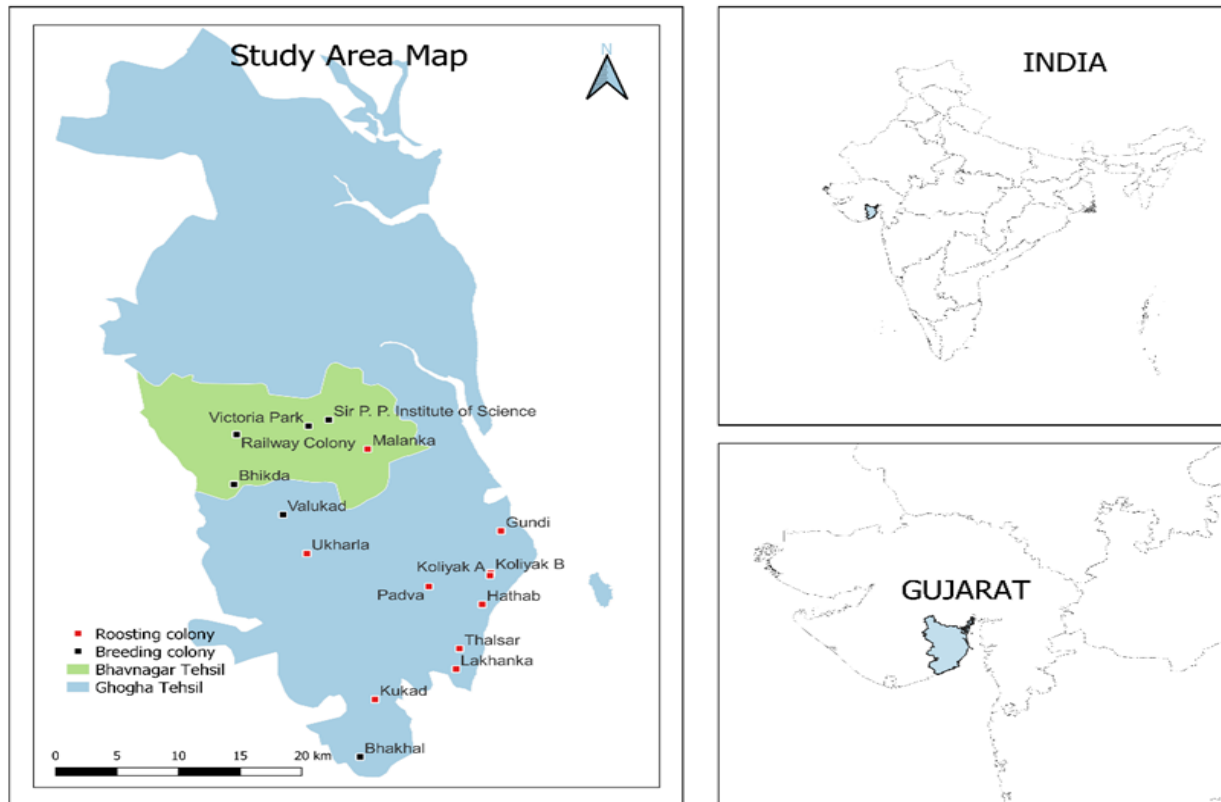 Study Area Map
N
Sir P. P. Institute of Science
Victoria Park
Railway Colony
Malanka
Bhikda
Valukad
Gundi
Ukharla
Koliyak A
Koliyak B
Padva
Hathab
Thalsar
Lakhanka
Kukad
Bhakhal
Roosting colony
Breeding colony
Bhavnagar Tehsil
Ghogha Tehsil
0 5 10 15 20 km
INDIA
GUJARAT